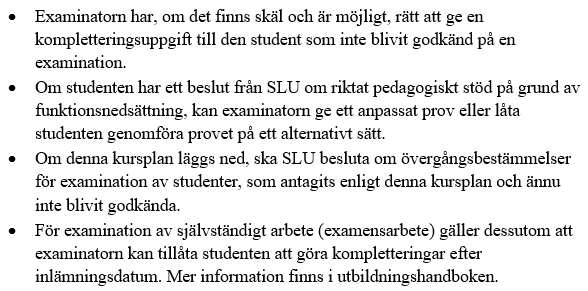 • Examinatorn har, om det finns skäl och är möjligt, rätt att ge en
kompletteringsuppgift till den student som inte blivit godkänd på en
examination.
• Om studenten har ett beslut från SLU om riktat pedagogiskt stöd på grund av
funktionsnedsättning, kan examinatorn ge ett anpassat prov eller låta
studenten genomföra provet på ett alternativt sätt.
• Om denna kursplan läggs ned, ska SLU besluta om övergångsbestämmelser
för examination av studenter, som antagits enligt denna kursplan och ännu
inte blivit godkända.
• För examination av självständigt arbete (examensarbete) gäller dessutom att
examinatorn kan tillåta studenten att göra kompletteringar efter
inlämningsdatum. Mer information finns i utbildningshandboken.